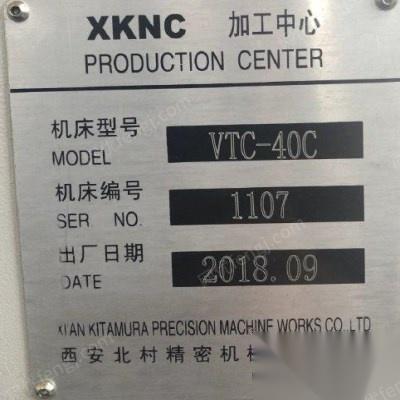 XKNC 加工中心
PRODUCTION CENTER
机床型号
MODEL
VTC-40C
机床编号
SER. NO.
1107
出厂日期
DATE
2018.09
XI'AN KITAMURA PRECISION MACHINE WORKS CO.,LTD
西安北村精密机械